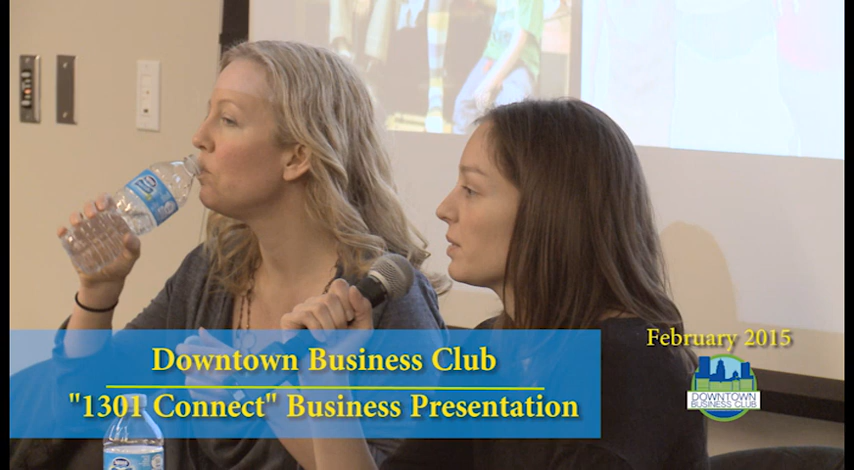 Downtown Business Club
"1301 Connect" Business Presentation
February 2015
DOWNTOWN
BUSINESS CLUB